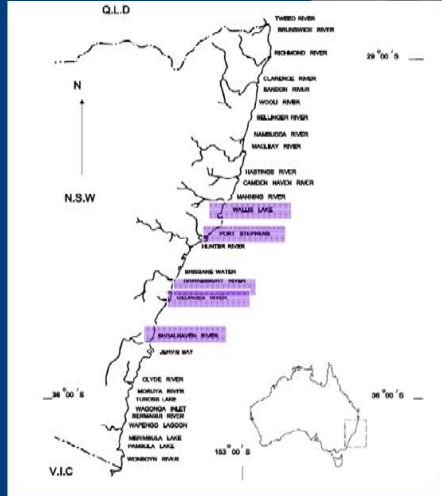 Q.L.D
TWEED RIVER
BRUNSWICK RIVER
RICHMOND RIVER
29°00'S
CLARENCE RIVER
SANDON RIVER
WOOLI RIVER
BELLINGER RIVER
N
NAMBUCCA RIVER
MACLEAY RIVER
HASTINGS RIVER
CAMDEN HAVEN RIVER
MANNING RIVER
N.S.W
WALLIS LAKE
PORT STEPHENS
HUNTER RIVER
BRISBANE WATER
HAWKESBURY RIVER
GEORGES RIVER
SHOALHAVEN RIVER
JERVIS BAY
CLYDE RIVER
MORUYA RIVER
TUROSS LAKE
36°00'S
36°00'S
WAGONGA INLET
BERMAGUI RIVER
WAPENGO LAGOON
MERIMBULA LAKE
PAMBULA LAKE
153°00'S
WONBOYN RIVER
V.I.C